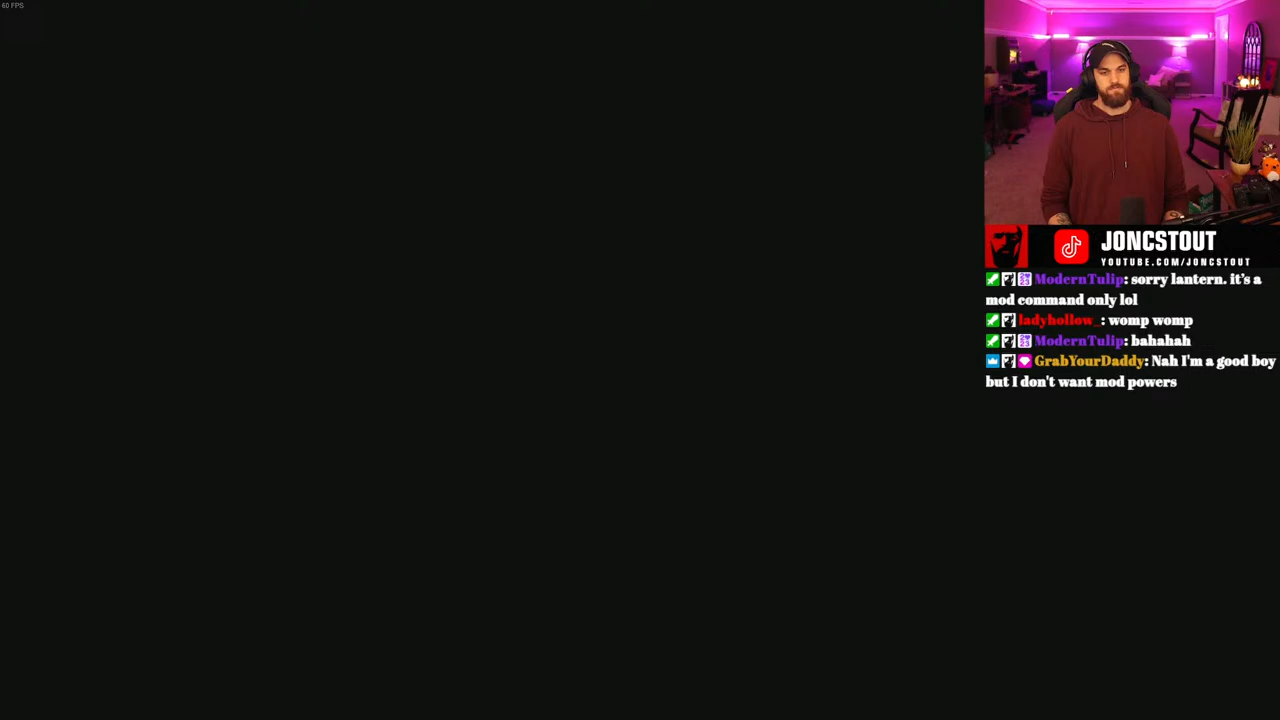 60 FPS
JONCSTOUT
YOUTUBE.COM/JONCSTOUT
ModernTulip: sorry lantern. it's a
mod command only lol
ladyhollow_: womp womp
ModernTulip: bahahah
GrabYourDaddy: Nah I'm a good boy
but I don't want mod powers